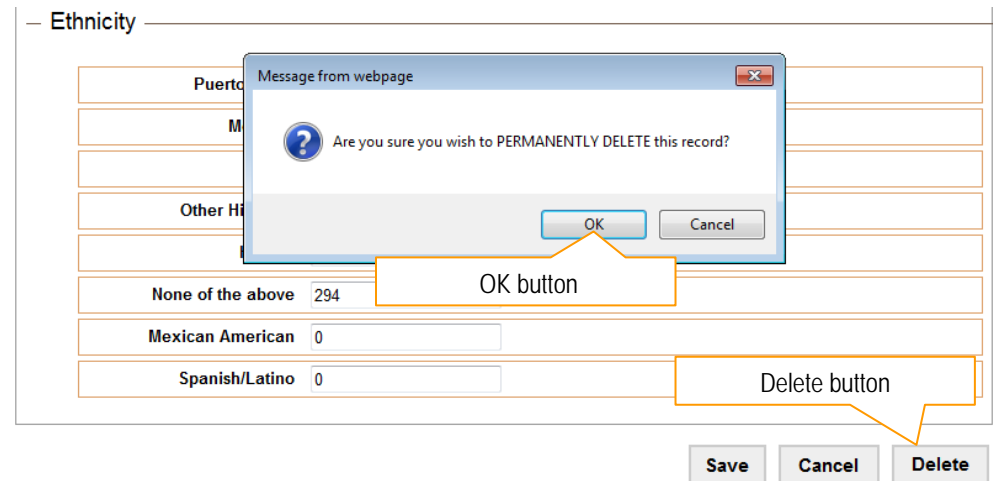 Ethnicity
Message from webpage
Puerto
Are you sure you wish to PERMANENTLY DELETE this record?
Other Hi
OK Cancel
OK button
None of the above 294
Mexican American 0
Spanish/Latino 0
Delete button
Save Cancel Delete